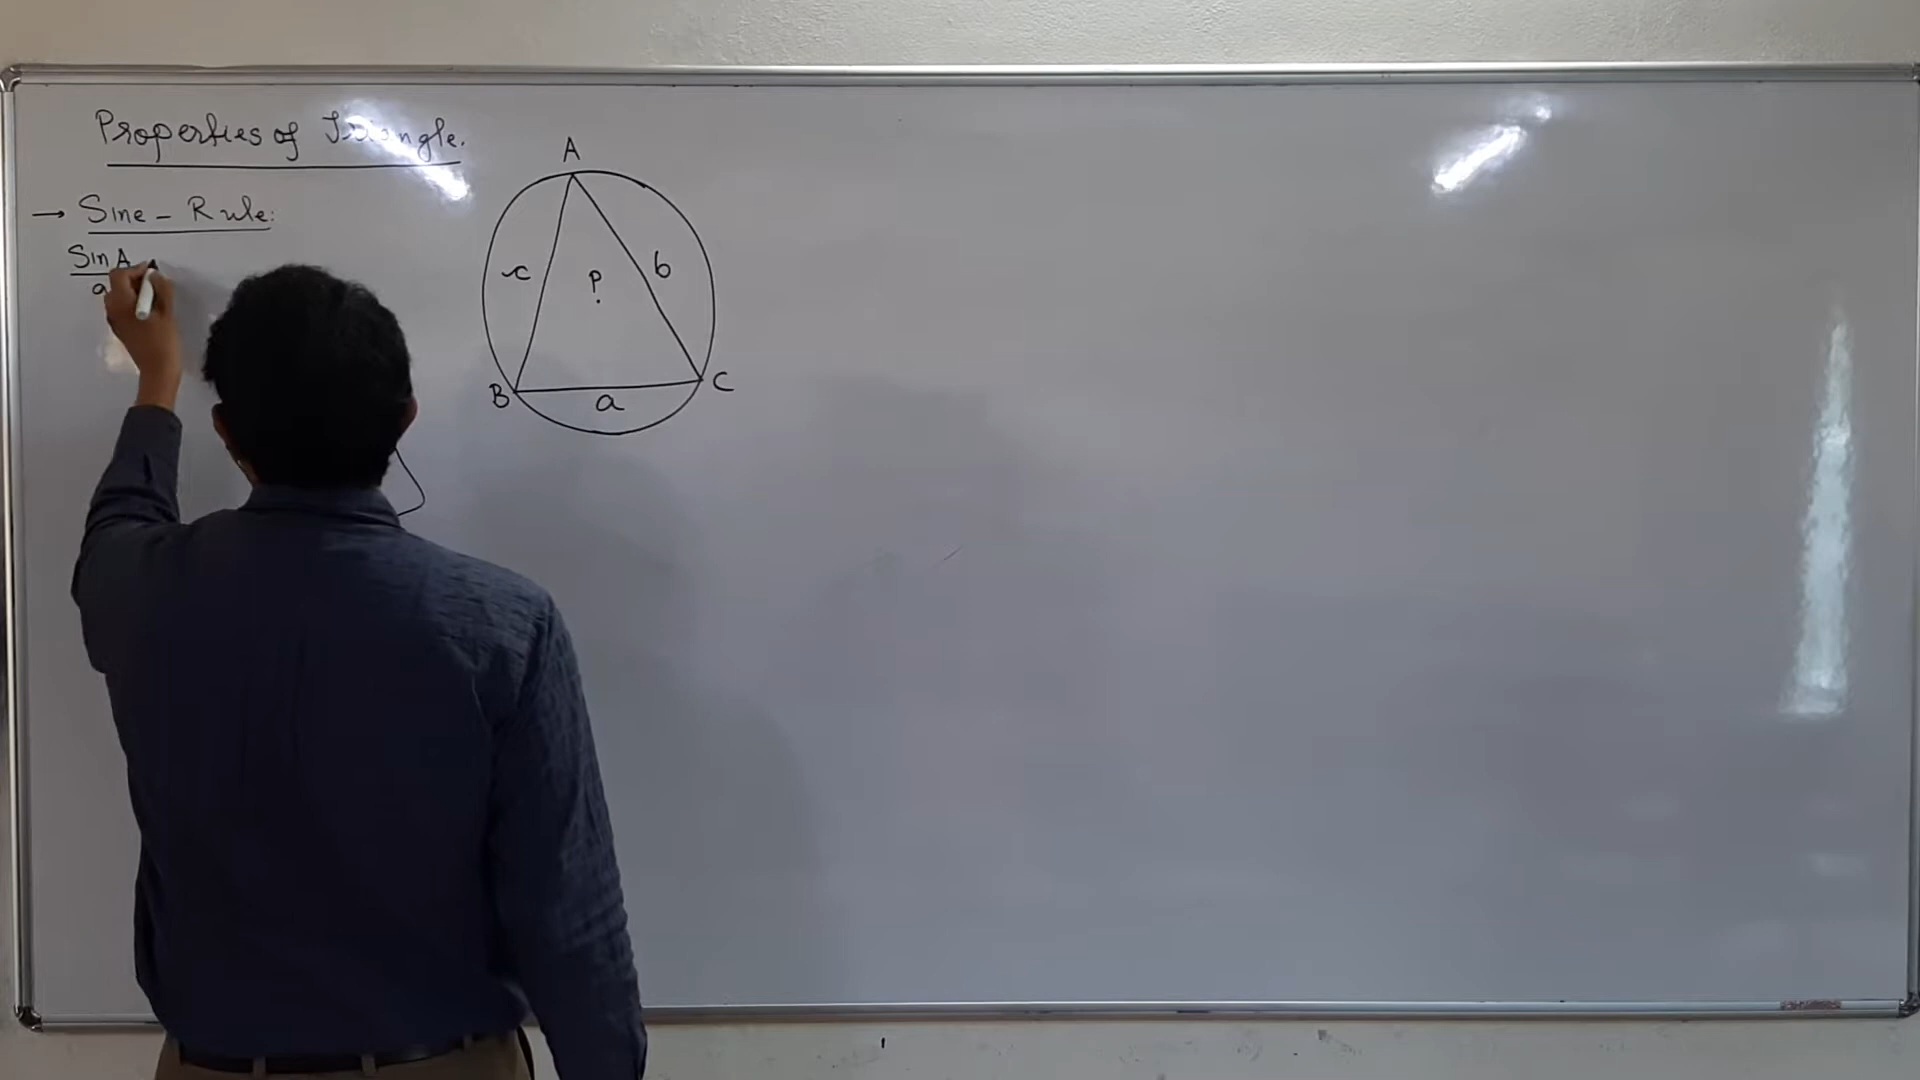 Properties of Triangle.
→ Sine - Rule:
Sin A
a
A
c
b
P
B
a
C